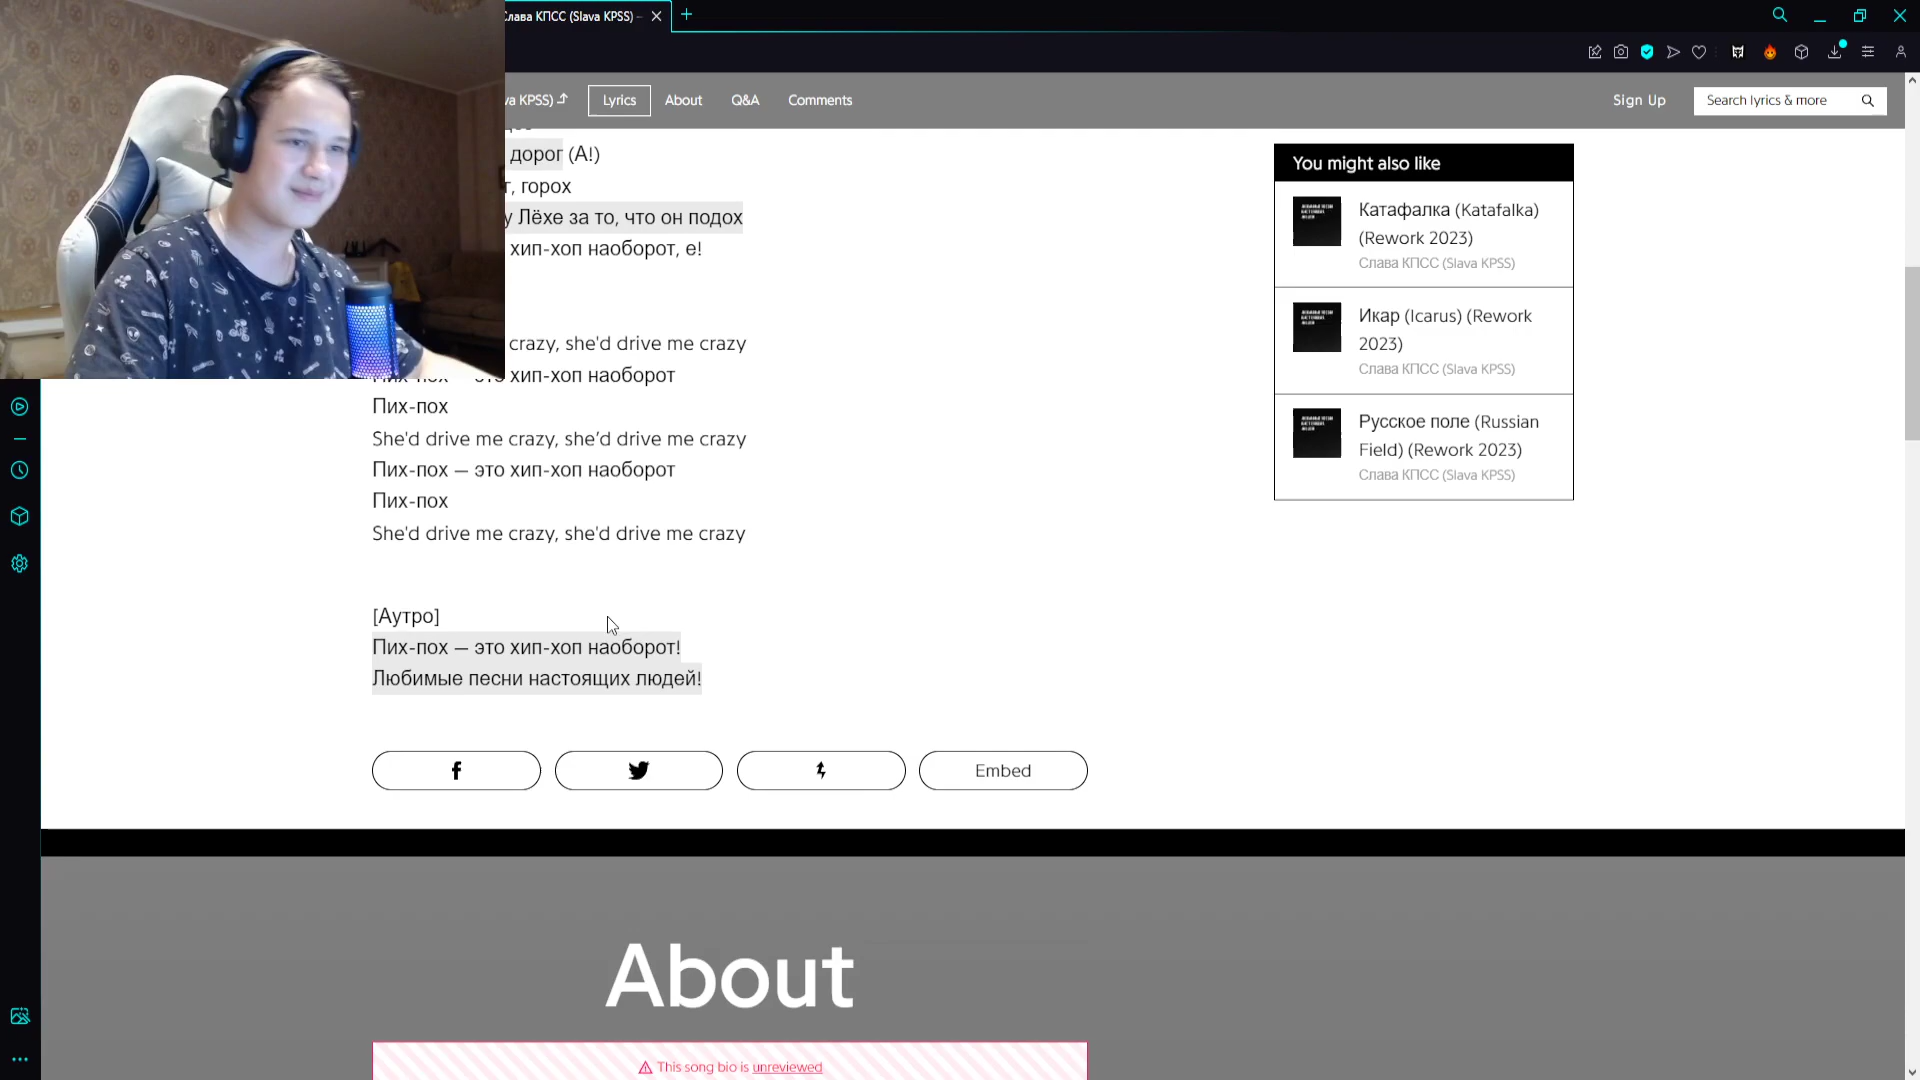 Слава КПСС (Slava KPSS) –
va KPSS)
Lyrics
About
Q&A
Comments
Sign Up
Search lyrics & more
дорог (А!)
г, горох
у Лёхе за то, что он подох
хип-хоп наоборот, е!
crazy, she'd drive me crazy
Пих-пох — это хип-хоп наоборот
Пих-пох
She'd drive me crazy, she’d drive me crazy
Пих-пох — это хип-хоп наоборот
Пих-пох
She'd drive me crazy, she'd drive me crazy
[Аутро]
Пих-пох — это хип-хоп наоборот!
Любимые песни настоящих людей!
You might also like
Катафалка (Katafalka)
(Rework 2023)
Слава КПСС (Slava KPSS)
Икар (Icarus) (Rework
2023)
Слава КПСС (Slava KPSS)
Русское поле (Russian
Field) (Rework 2023)
Слава КПСС (Slava KPSS)
Embed
About
This song bio is unreviewed